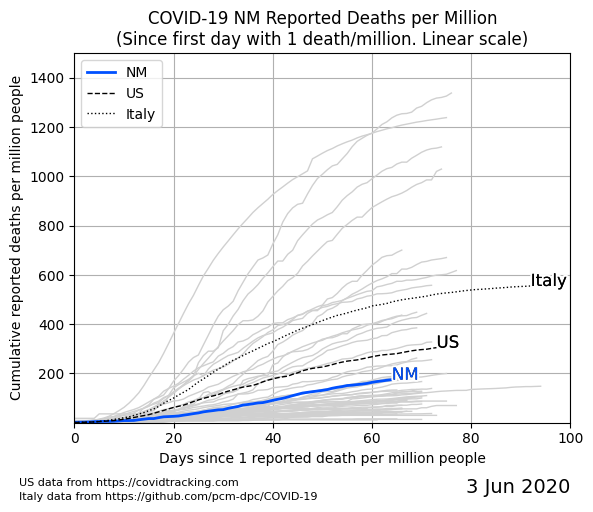 COVID-19 NM Reported Deaths per Million
(Since first day with 1 death/million. Linear scale)
Cumulative reported deaths per million people
1400
1200
1000
800
600
400
200
NM
US
Italy
Italy
US
NM
0 20 40 60 80 100
Days since 1 reported death per million people
US data from https://covidtracking.com
Italy data from https://github.com/pcm-dpc/COVID-19
3 Jun 2020